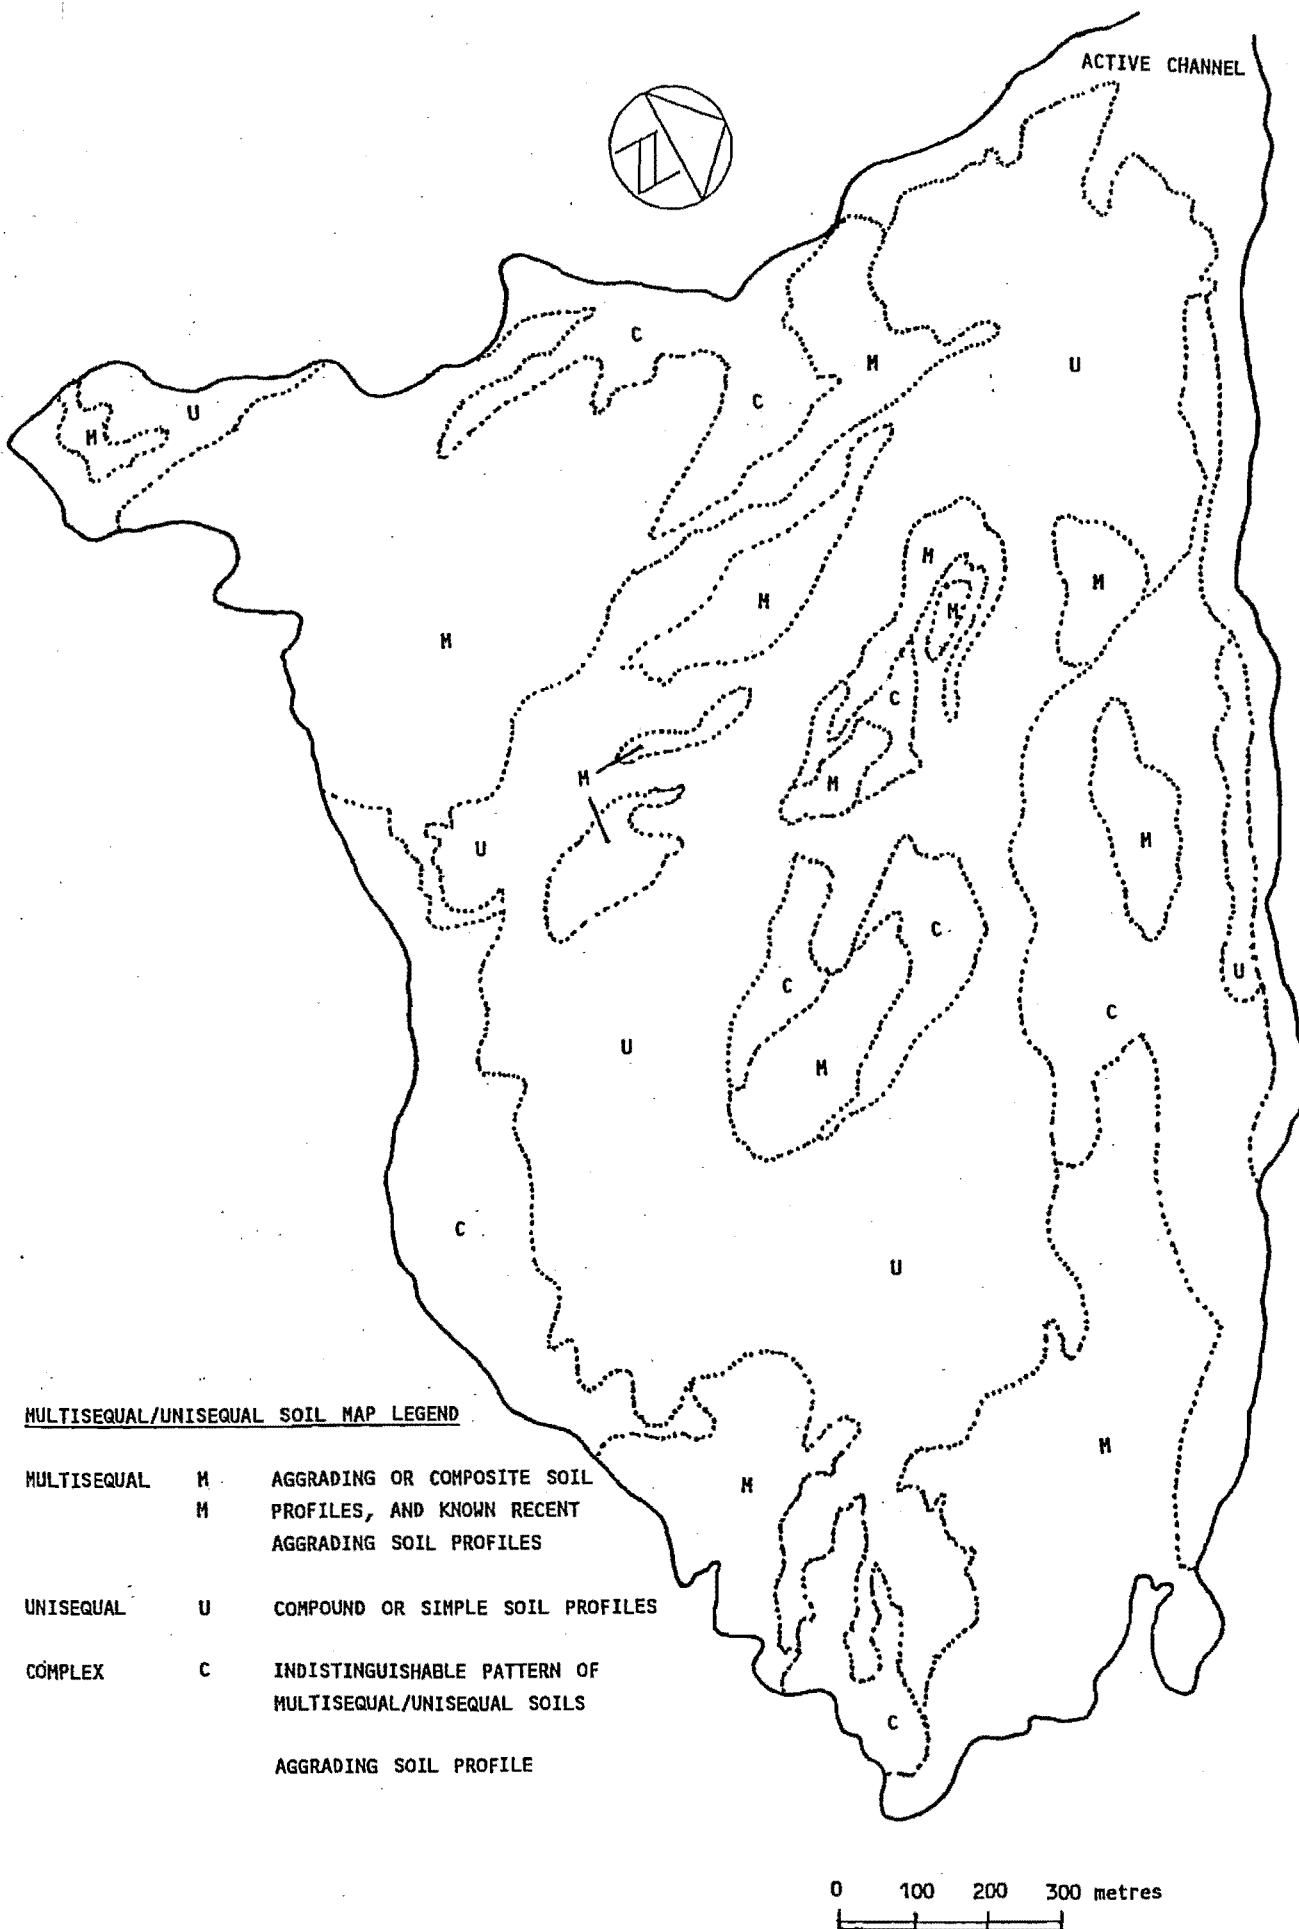 ACTIVE CHANNEL
C
M
U
C
U
M
M
M
M
M
M
C
M
M
U
M
C
C
U
C
U
M
C
U
M
M
C
MULTISEQUAL/UNISEQUAL SOIL MAP LEGEND
MULTISEQUAL M AGGRADING OR COMPOSITE SOIL
M PROFILES, AND KNOWN RECENT
AGGRADING SOIL PROFILES
UNISEQUAL U COMPOUND OR SIMPLE SOIL PROFILES
COMPLEX C INDISTINGUISHABLE PATTERN OF
MULTISEQUAL/UNISEQUAL SOILS
AGGRADING SOIL PROFILE
0 100 200 300 metres